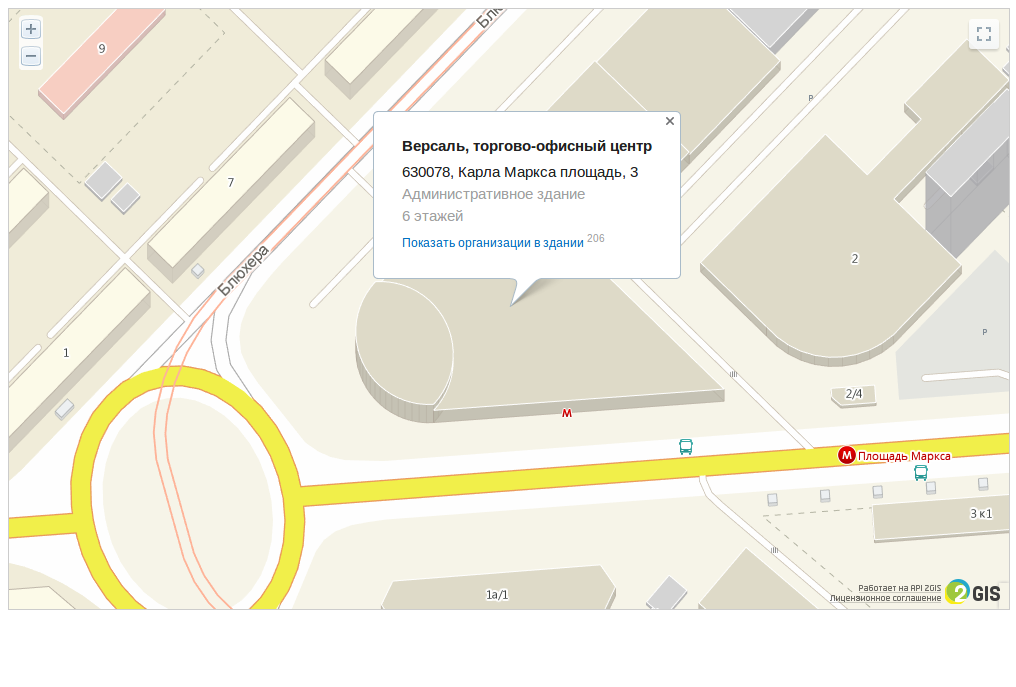 Блю
9
P
Версаль, торгово-офисный центр
630078, Карла Маркса площадь, 3
Административное здание
6 этажей
Показать организации в здании 206
7
2
Блюхера
P
1
2/4
М
М Площадь Маркса
3 к1
1а/1
Работает на API 2GIS
Лицензионное соглашение
2GIS